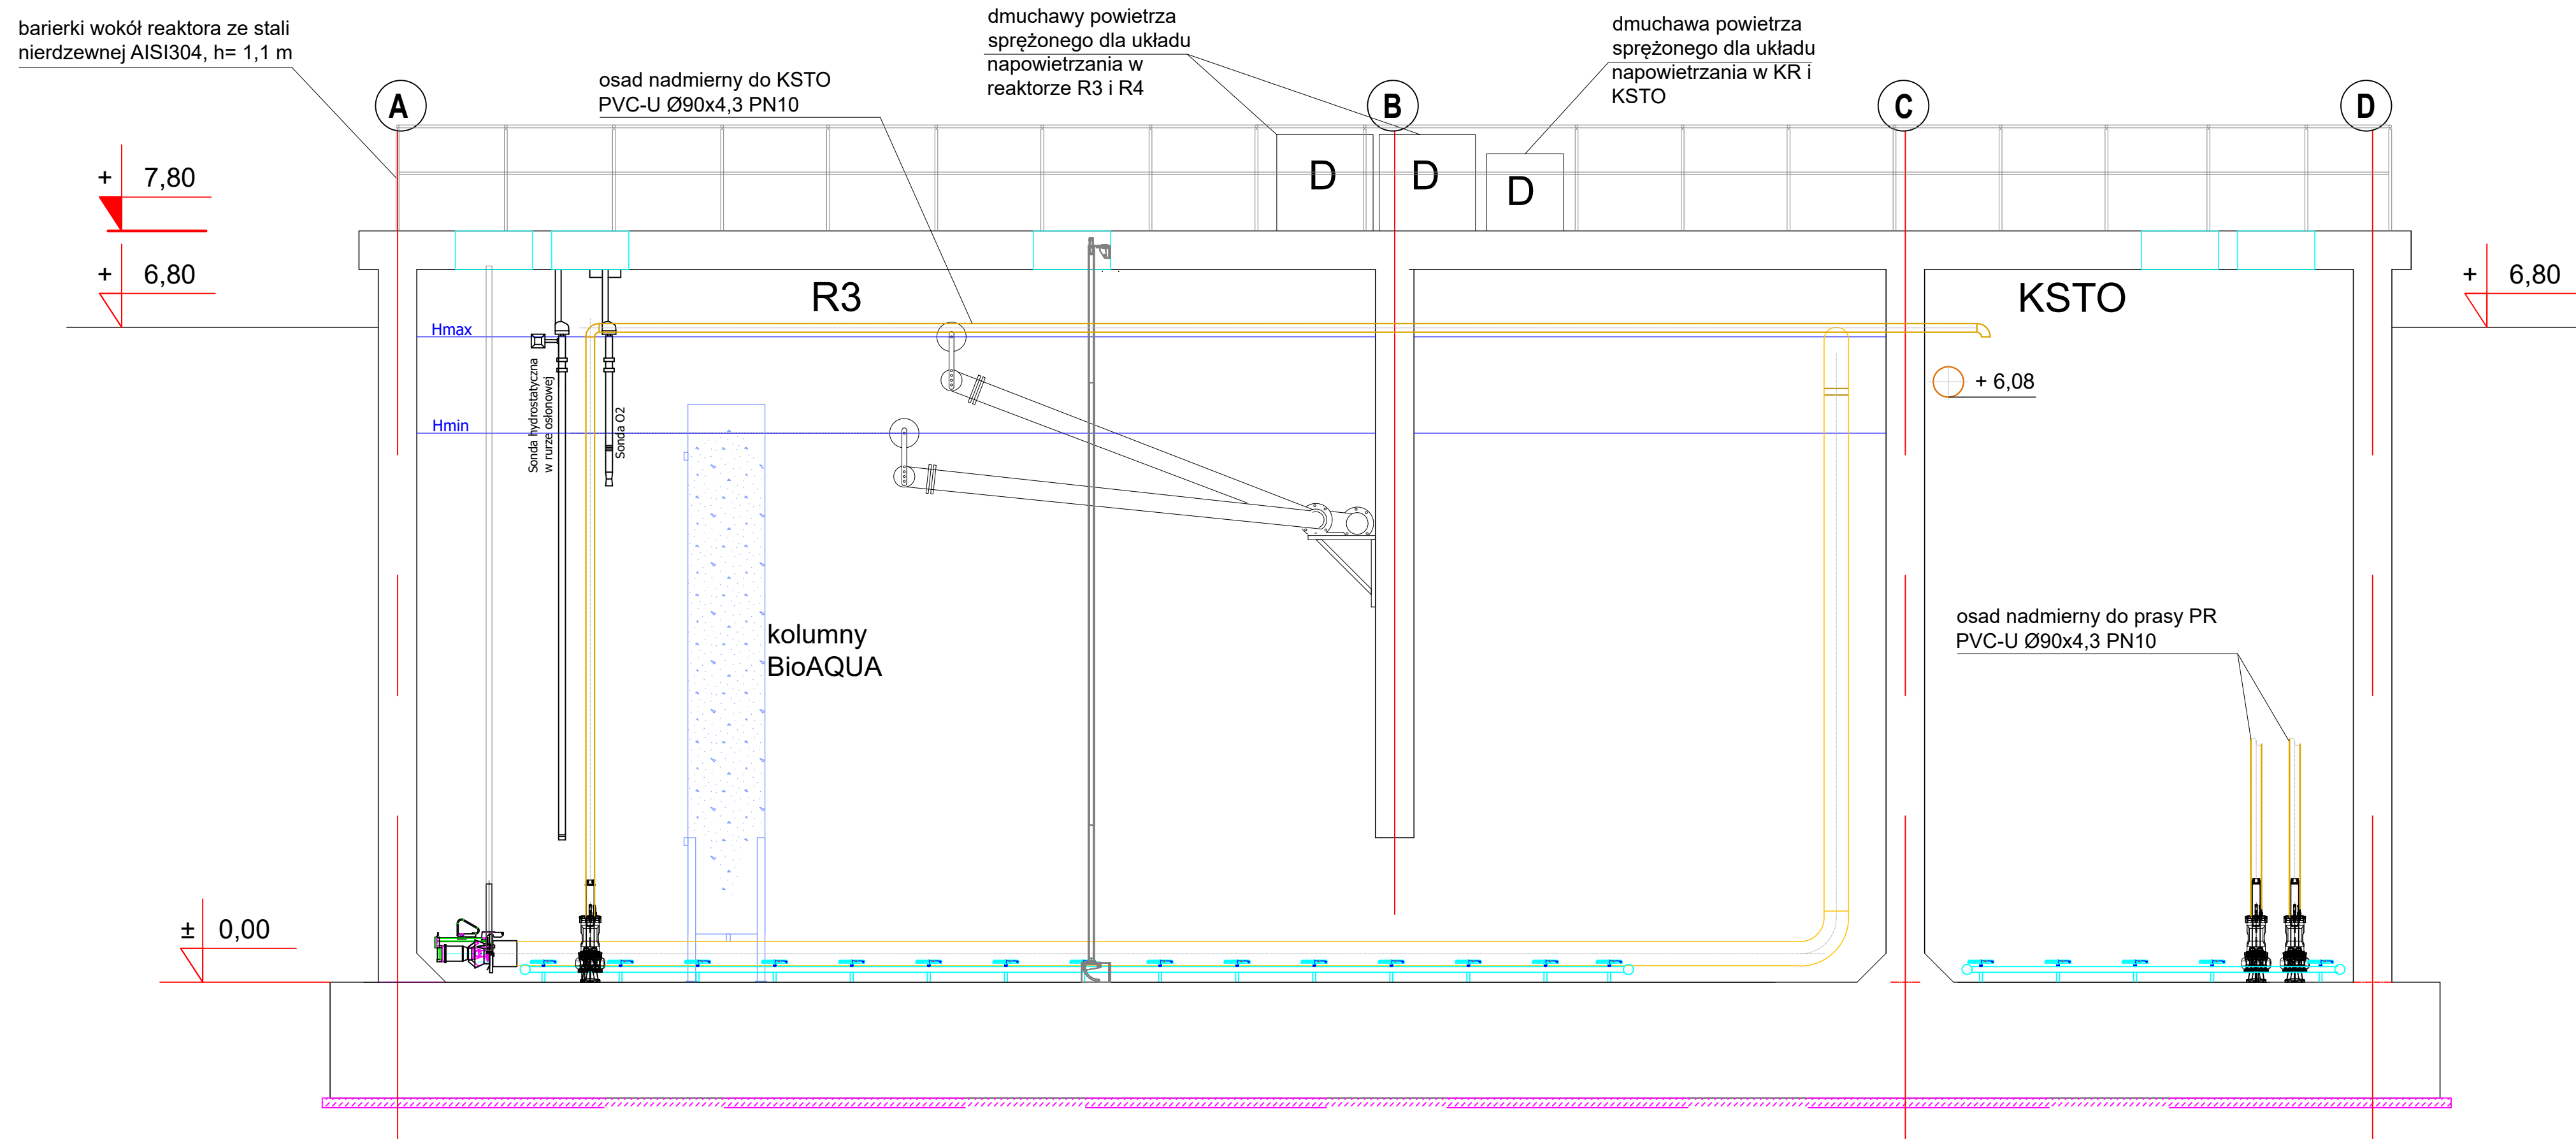 barierki wokół reaktora ze stali
nierdzewnej AISI304, h= 1,1 m
osad nadmierny do KSTO
PVC-U Ø90x4,3 PN10
dmuchawy powietrza
sprężonego dla układu
napowietrzania w
reaktorze R3 i R4
dmuchawa powietrza
sprężonego dla układu
napowietrzania w KR i
KSTO
A
B
C
D
+ 7,80
D
D
D
+ 6,80
+ 6,80
R3
KSTO
Hmax
+ 6,08
Hmin
Sonda hydrostatyczna
w rurze osłonowej
Sonda O2
kolumny
BioAQUA
osad nadmierny do prasy PR
PVC-U Ø90x4,3 PN10
± 0,00